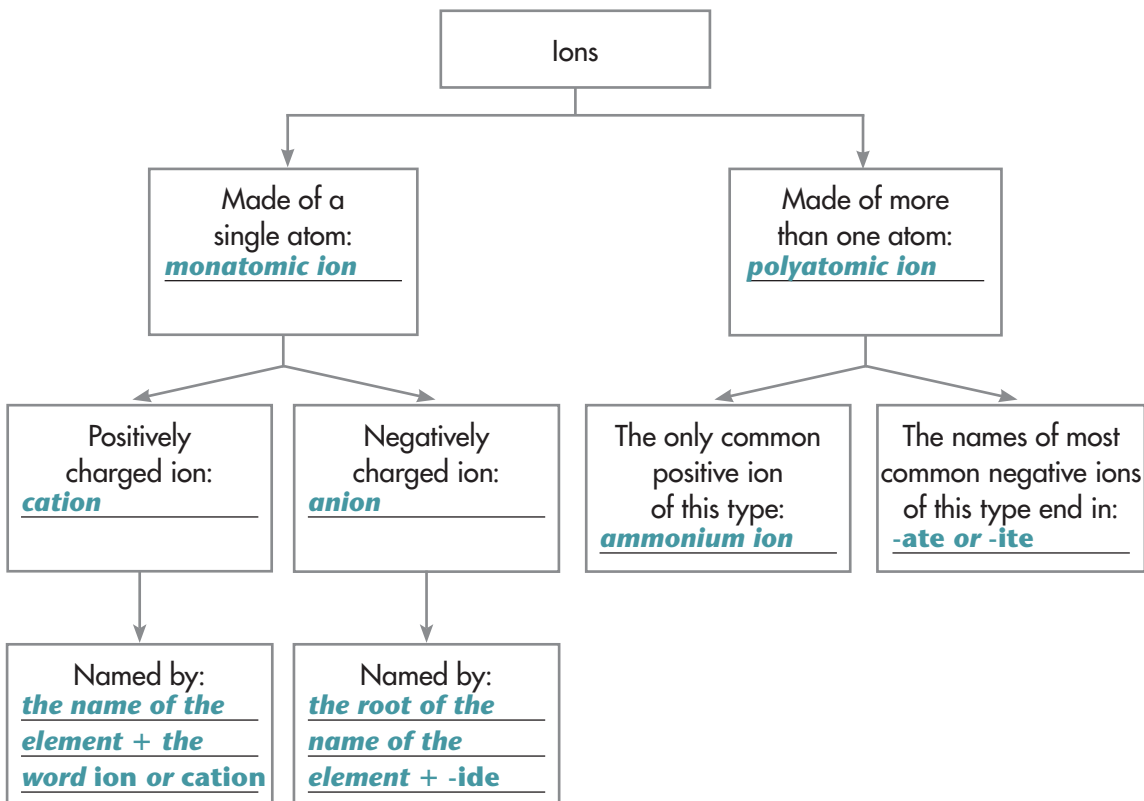 Ions
Made of a
single atom:
monatomic ion
Made of more
than one atom:
polyatomic ion
Positively
charged ion:
cation
Negatively
charged ion:
anion
The only common
positive ion
of this type:
ammonium ion
The names of most
common negative ions
of this type end in:
-ate or -ite
Named by:
the name of the
element + the
word ion or cation
Named by:
the root of the
name of the
element + -ide